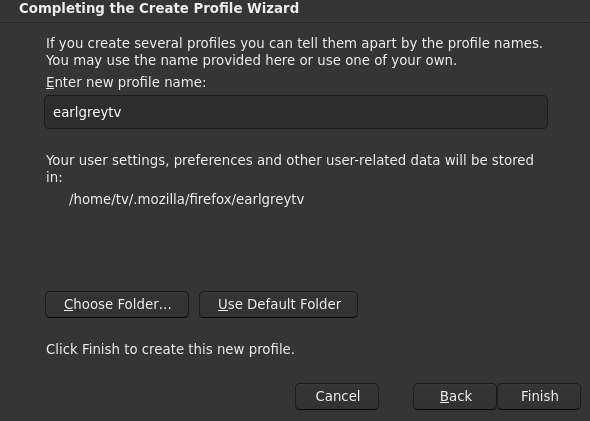 Completing the Create Profile Wizard
If you create several profiles you can tell them apart by the profile names.
You may use the name provided here or use one of your own.
Enter new profile name:
earlgreytv
Your user settings, preferences and other user-related data will be stored
in:
/home/tv/.mozilla/firefox/earlgreytv
Choose Folder...
Use Default Folder
Click Finish to create this new profile.
Cancel
Back
Finish